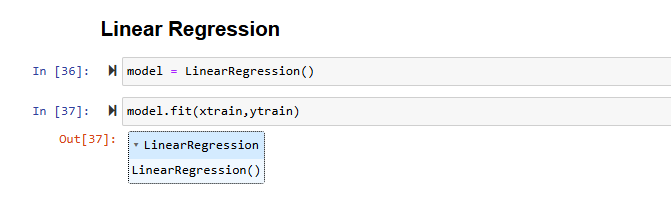 Linear Regression
In [36]: model = LinearRegression()
In [37]: model.fit(xtrain,ytrain)
Out[37]: LinearRegression
LinearRegression()